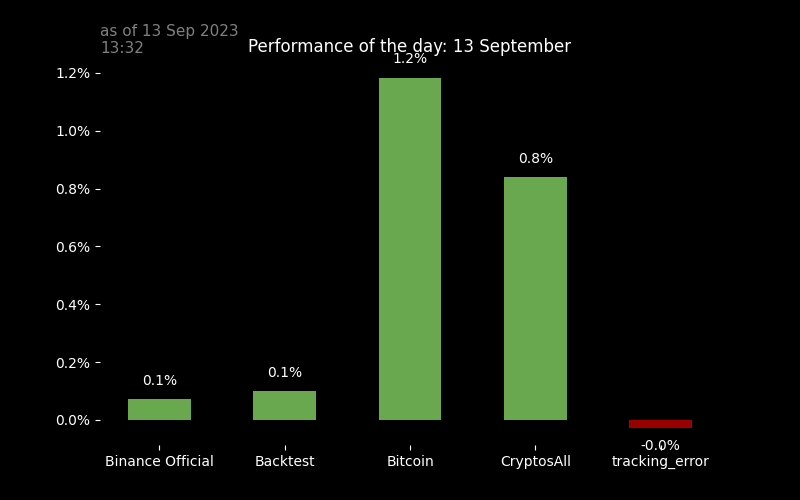 as of 13 Sep 2023
13:32
Performance of the day: 13 September
1.2%
1.2%
1.0%
0.8%
0.8%
0.6%
0.4%
0.2%
0.1%
0.1%
0.0%
-0.0%
Binance Official
Backtest
Bitcoin
CryptosAll
tracking_error